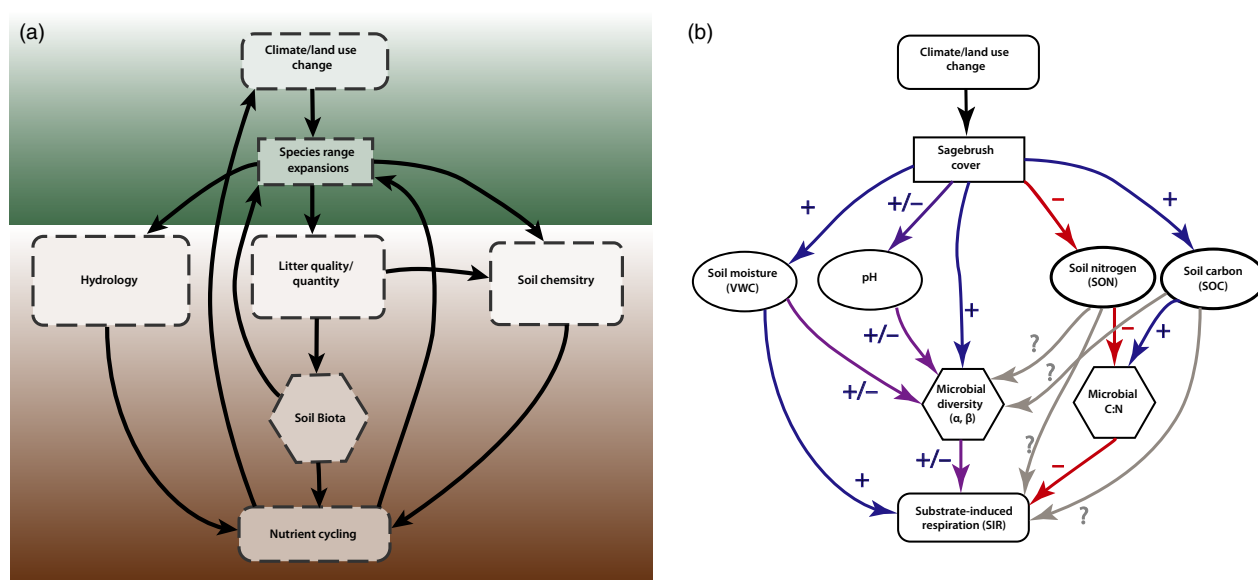 (a)
Climate/land use
change
Species range
expansions
Hydrology
Litter quality/
quantity
Soil chemsitry
Soil Biota
Nutrient cycling
(b)
Climate/land use
change
Sagebrush
cover
+
+/–
–
+
Soil moisture
(VWC)
pH
Soil nitrogen
(SON)
Soil carbon
(SOC)
+
+/–
?
–
+
?
+/–
Microbial
diversity
(α, β)
Microbial
C:N
+/–
?
–
+
?
Substrate-induced
respiration (SIR)